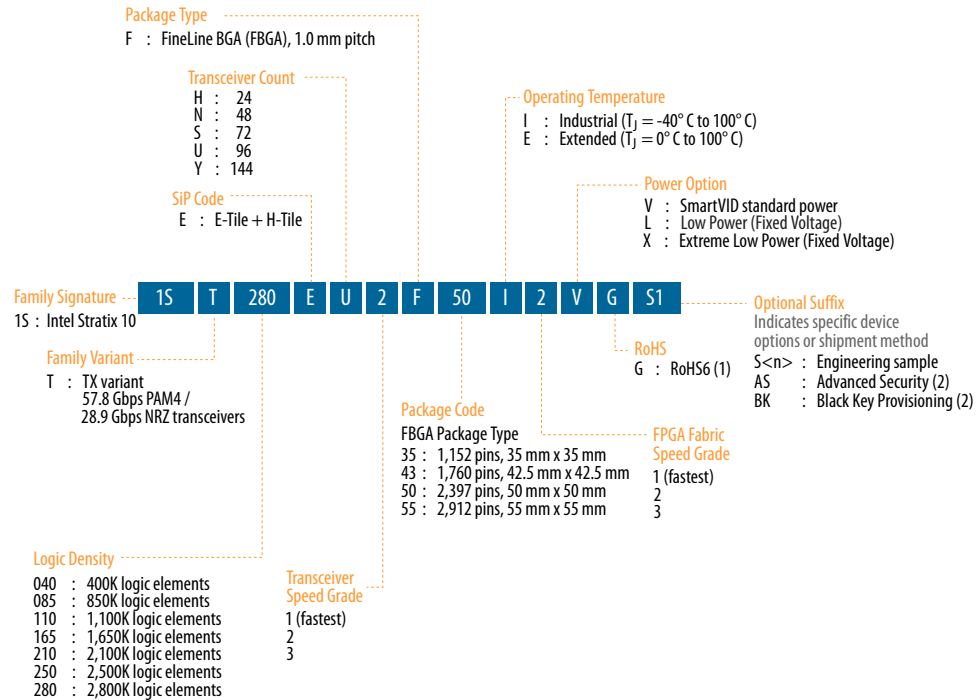 Package Type
F : FineLine BGA (FBGA), 1.0 mm pitch
Transceiver Count
H : 24
N : 48
S : 72
U : 96
Y : 144
SiP Code
E : E-Tile + H-Tile
Operating Temperature
I : Industrial (TJ = -40° C to 100° C)
E : Extended (TJ = 0° C to 100° C)
Power Option
V : SmartVID standard power
L : Low Power (Fixed Voltage)
X : Extreme Low Power (Fixed Voltage)
Family Signature
1S : Intel Stratix 10
1S T 280 E U 2 F 50 I 2 V G S1
Optional Suffix
Indicates specific device
options or shipment method
S<n> : Engineering sample
AS : Advanced Security (2)
BK : Black Key Provisioning (2)
Family Variant
T : TX variant
57.8 Gbps PAM4 /
28.9 Gbps NRZ transceivers
RoHS
G : RoHS6 (1)
Package Code
FBGA Package Type
35 : 1,152 pins, 35 mm x 35 mm
43 : 1,760 pins, 42.5 mm x 42.5 mm
50 : 2,397 pins, 50 mm x 50 mm
55 : 2,912 pins, 55 mm x 55 mm
FPGA Fabric
Speed Grade
1 (fastest)
2
3
Logic Density
040 : 400K logic elements
085 : 850K logic elements
110 : 1,100K logic elements
165 : 1,650K logic elements
210 : 2,100K logic elements
250 : 2,500K logic elements
280 : 2,800K logic elements
Transceiver
Speed Grade
1 (fastest)
2
3